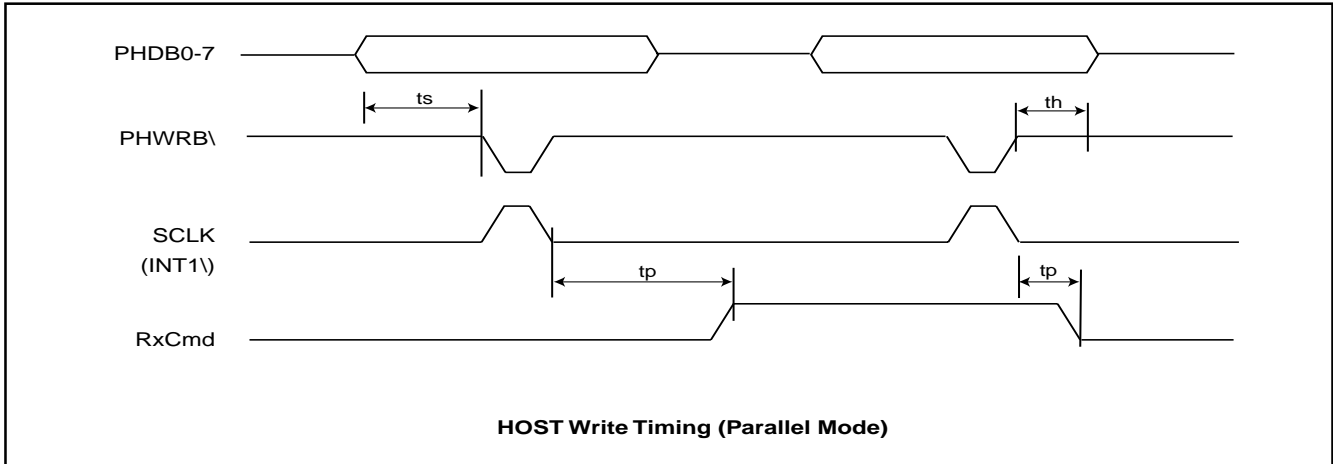 PHDB0-7
ts
th
PHWRB\
SCLK
(INT1\)
tp
tp
RxCmd
HOST Write Timing (Parallel Mode)